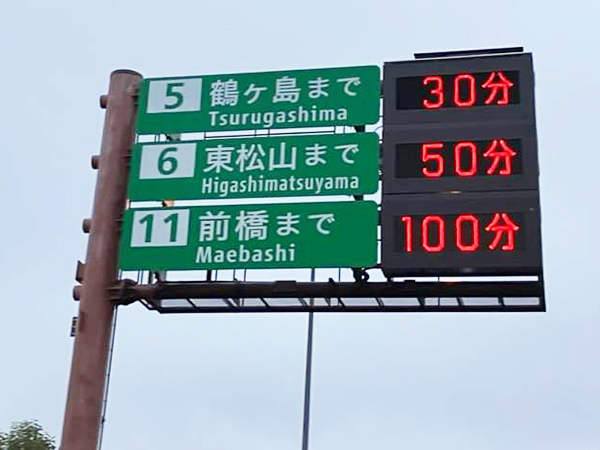 5 鶴ヶ島まで 30分
Tsurugashima
6 東松山まで 50分
Higashimatsuyama
11 前橋まで 100分
Maebashi